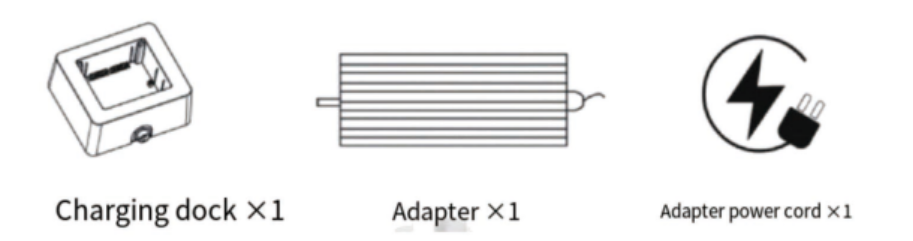 Charging dock ×1
Adapter ×1
Adapter power cord ×1